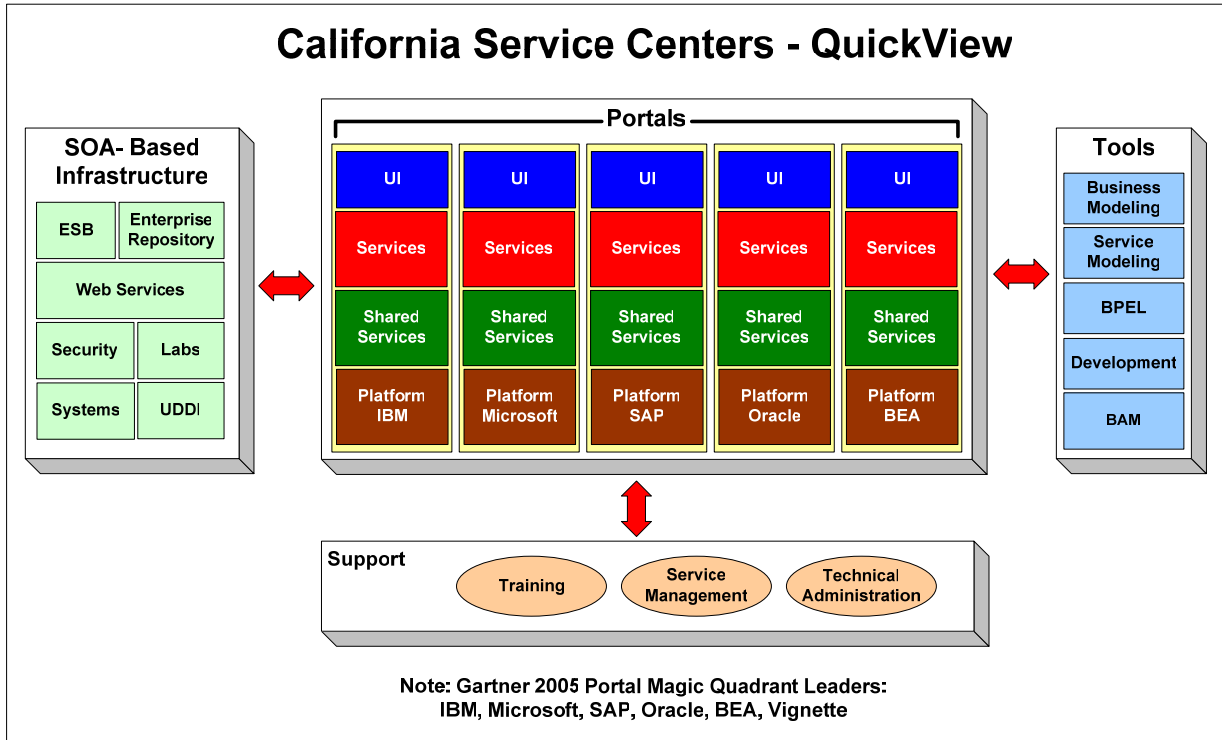 California Service Centers - QuickView
SOA- Based
Infrastructure
ESB
Enterprise
Repository
Web Services
Security
Labs
Systems
UDDI
Portals
UI
UI
UI
UI
UI
Services
Services
Services
Services
Services
Shared
Services
Shared
Services
Shared
Services
Shared
Services
Shared
Services
Platform
IBM
Platform
Microsoft
Platform
SAP
Platform
Oracle
Platform
BEA
Tools
Business
Modeling
Service
Modeling
BPEL
Development
BAM
Support
Training
Service
Management
Technical
Administration
Note: Gartner 2005 Portal Magic Quadrant Leaders:
IBM, Microsoft, SAP, Oracle, BEA, Vignette